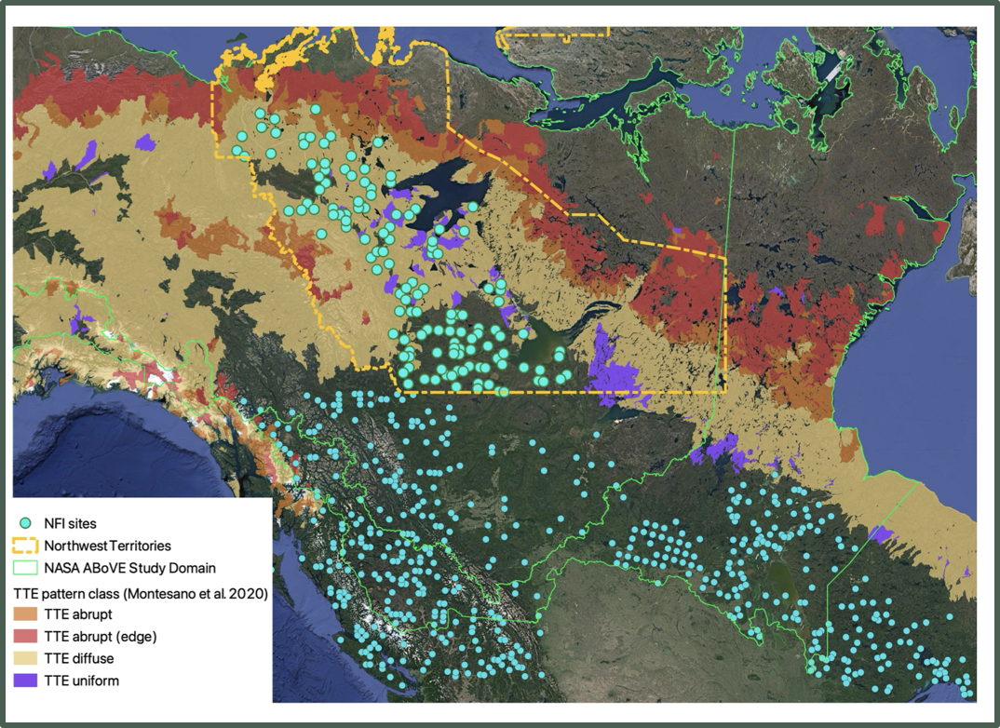 NFI sites
Northwest Territories
NASA ABoVE Study Domain
TTE pattern class (Montesano et al. 2020)
TTE abrupt
TTE abrupt (edge)
TTE diffuse
TTE uniform